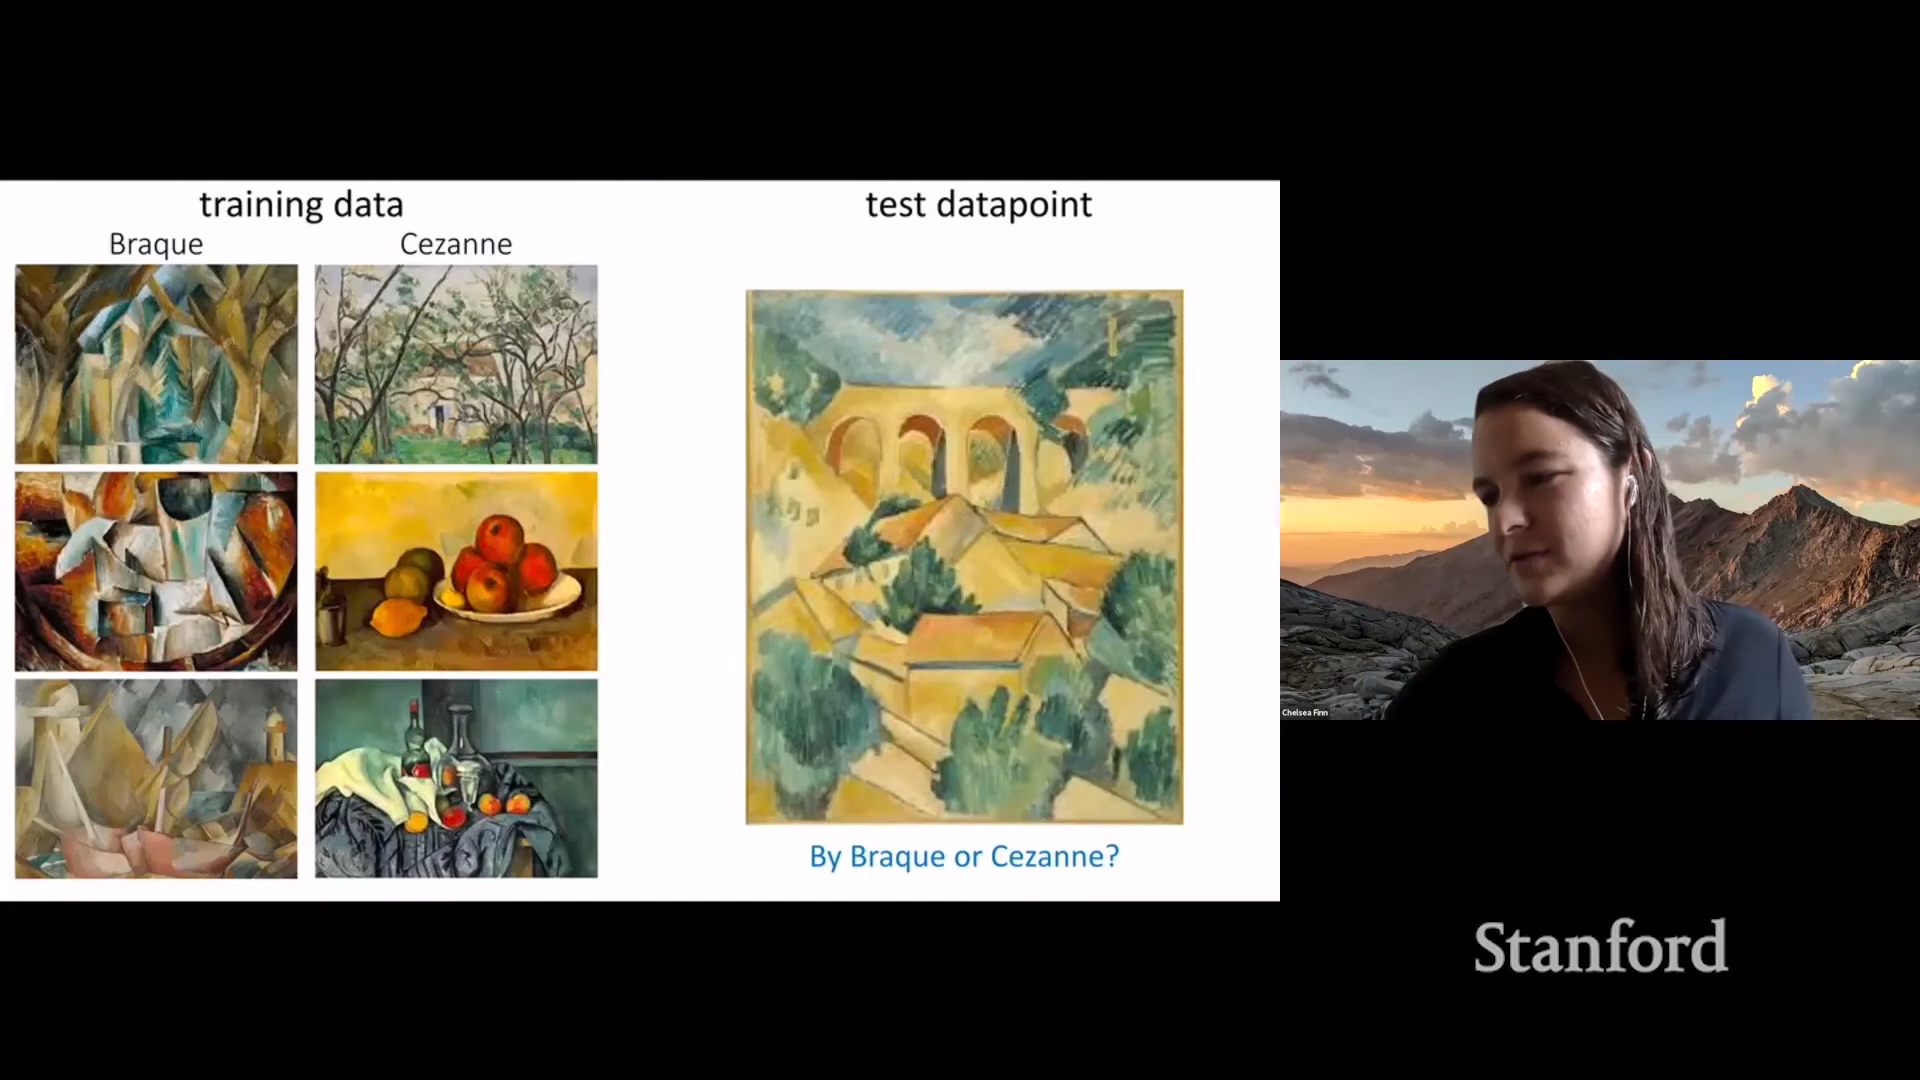 training data
Braque
Cezanne
test datapoint
By Braque or Cezanne?
Chelsea Finn
Stanford